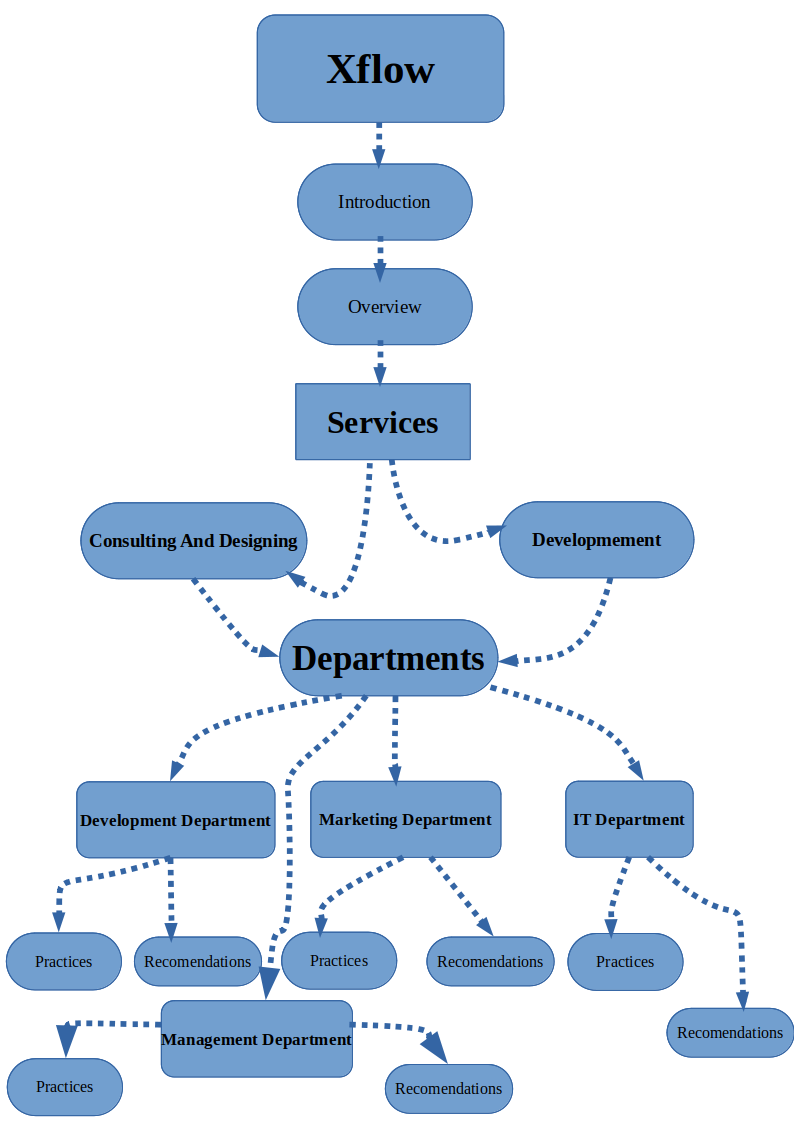 Xflow
Introduction
Overview
Services
Consulting And Designing
Developmement
Departments
Development Department
Marketing Department
IT Department
Practices
Recomendations
Practices
Recomendations
Practices
Recomendations
Management Department
Practices
Recomendations